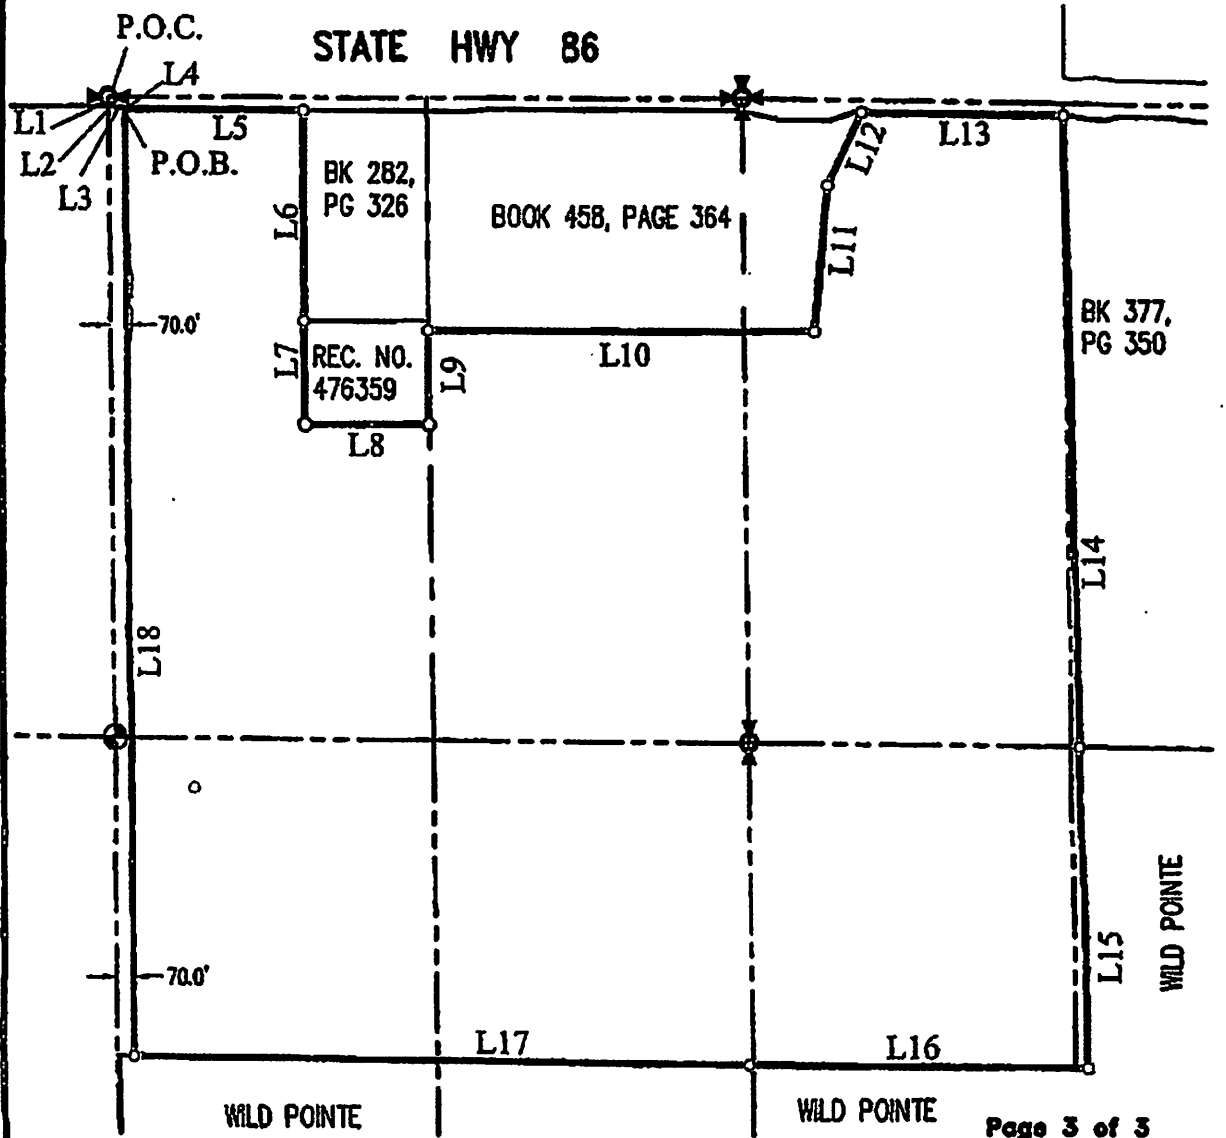 P.O.C.
STATE HWY 86
L4
L1
L5
L2
P.O.B.
L3
L12
L13
BK 282,
PG 326
L6
BOOK 458, PAGE 364
L11
70.0'
BK 377,
PG 350
L7
REC. NO.
476359
L9
L10
L8
L14
L18
WILD POINTE
L15
70.0'
L17
L16
WILD POINTE
WILD POINTE
Page 3 of 3